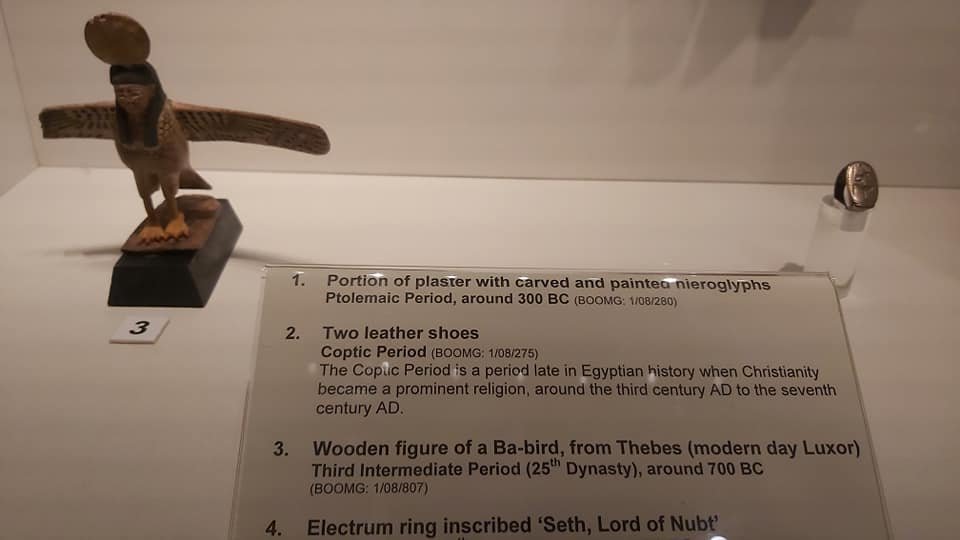 3
1. Portion of plaster with carved and painted hieroglyphs
Ptolemaic Period, around 300 BC (BOOMG: 1/08/280)
2. Two leather shoes
Coptic Period (BOOMG: 1/08/275)
The Coptic Period is a period late in Egyptian history when Christianity
became a prominent religion, around the third century AD to the seventh
century AD.
3. Wooden figure of a Ba-bird, from Thebes (modern day Luxor)
Third Intermediate Period (25th Dynasty), around 700 BC
(BOOMG: 1/08/807)
4. Electrum ring inscribed ‘Seth, Lord of Nubt’